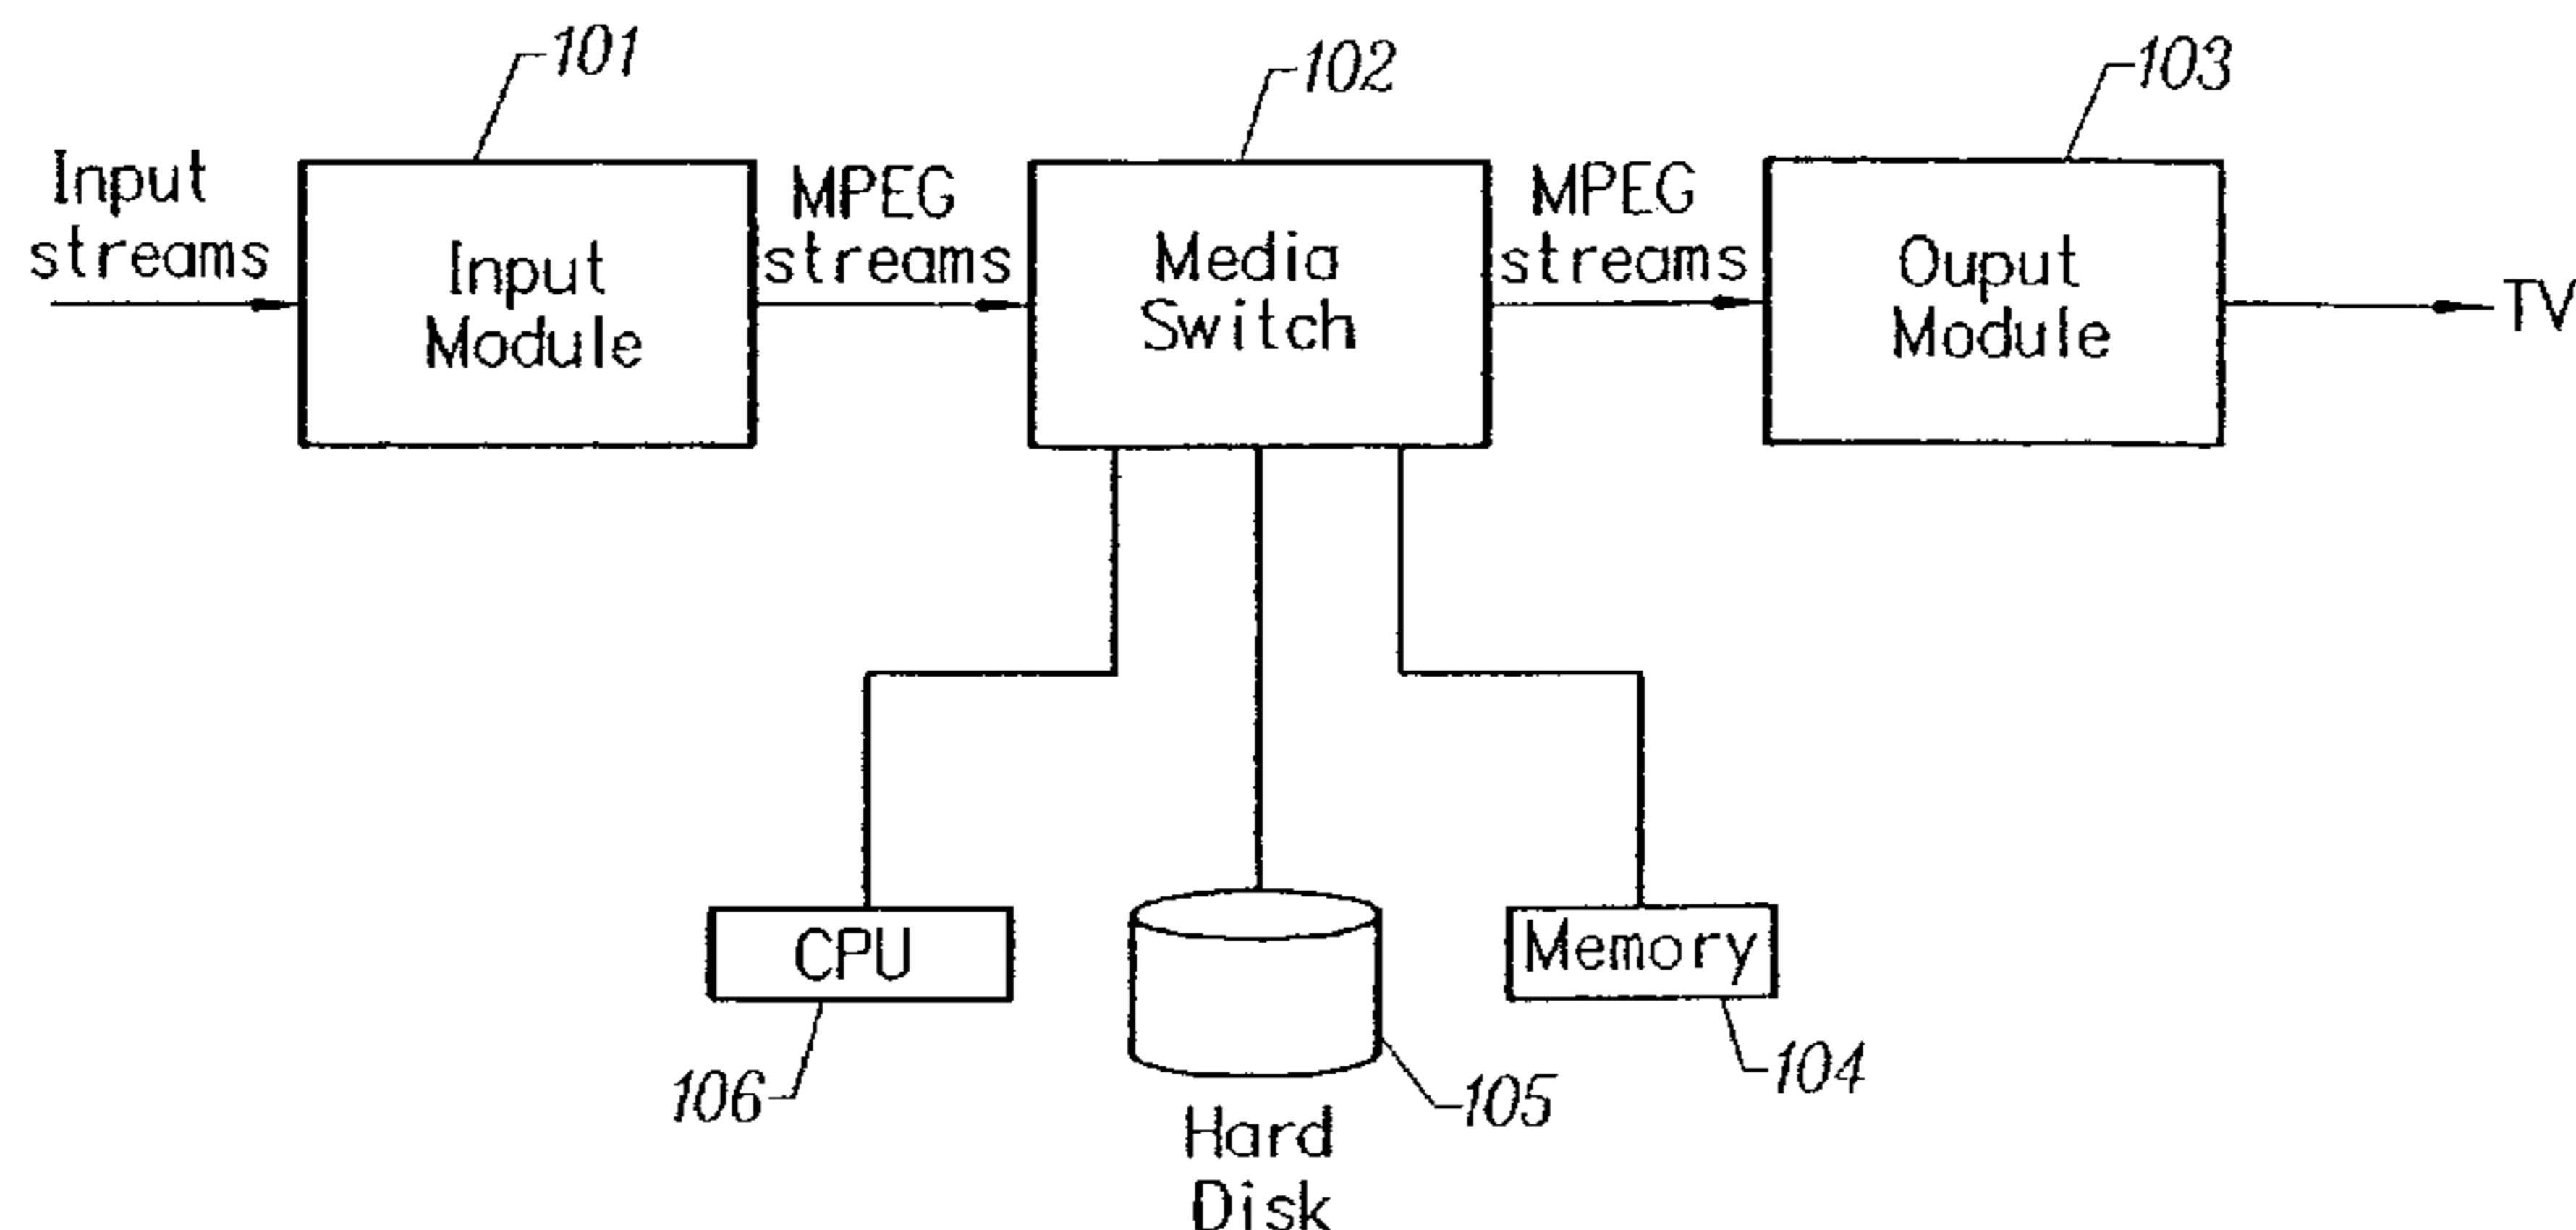 101
102
103
Input
streams
Input
Module
MPEG
streams
Media
Switch
MPEG
streams
Ouput
Module
TV
CPU
106
Hard
Disk
105
Memory
104